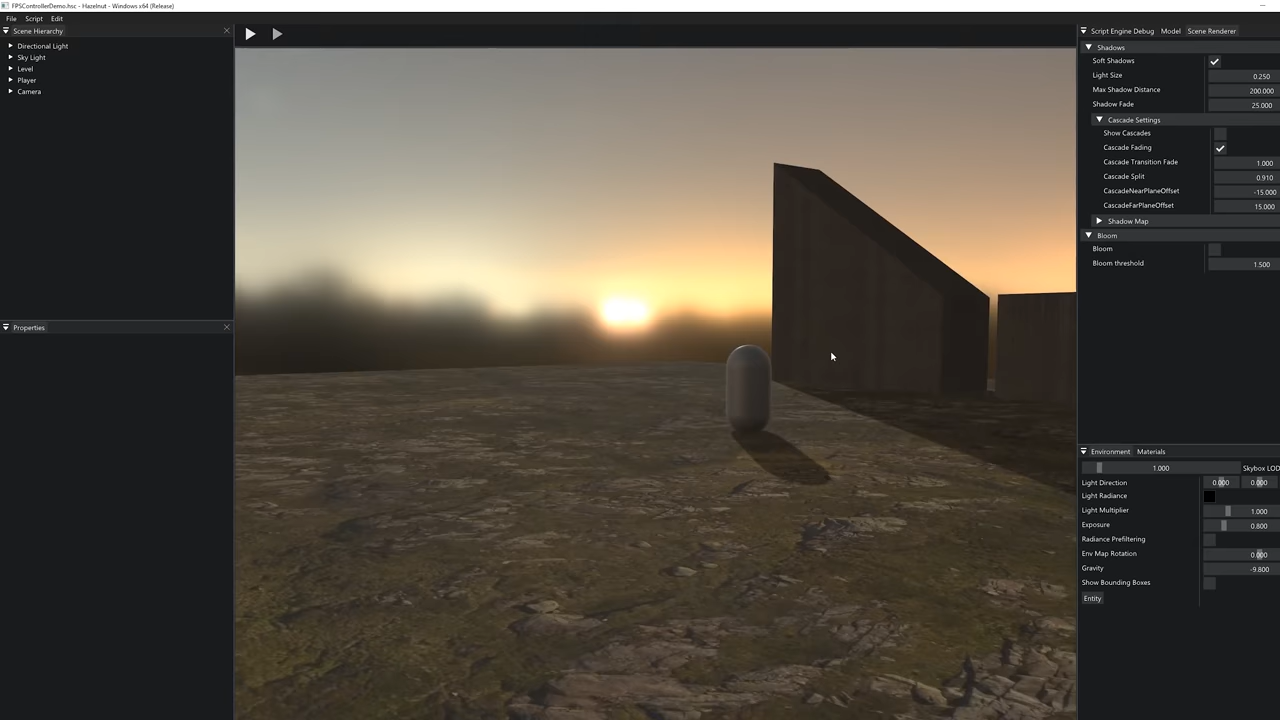 FPSControllerDemo.hsc - Hazelnut - Windows x64 (Release)
File Script Edit
Scene Hierarchy
Directional Light
Sky Light
Level
Player
Camera
Properties
Script Engine Debug Model Scene Renderer
Shadows
Soft Shadows
Light Size 0.250
Max Shadow Distance 200.000
Shadow Fade 25.000
Cascade Settings
Show Cascades
Cascade Fading
Cascade Transition Fade 1.000
Cascade Split 0.910
CascadeNearPlaneOffset -15.000
CascadeFarPlaneOffset 15.000
Shadow Map
Bloom
Bloom
Bloom threshold 1.500
Environment Materials
1.000 Skybox LOD
Light Direction 0.000 0.000
Light Radiance
Light Multiplier 1.000
Exposure 0.800
Radiance Prefiltering
Env Map Rotation 0.000
Gravity -9.800
Show Bounding Boxes
Entity